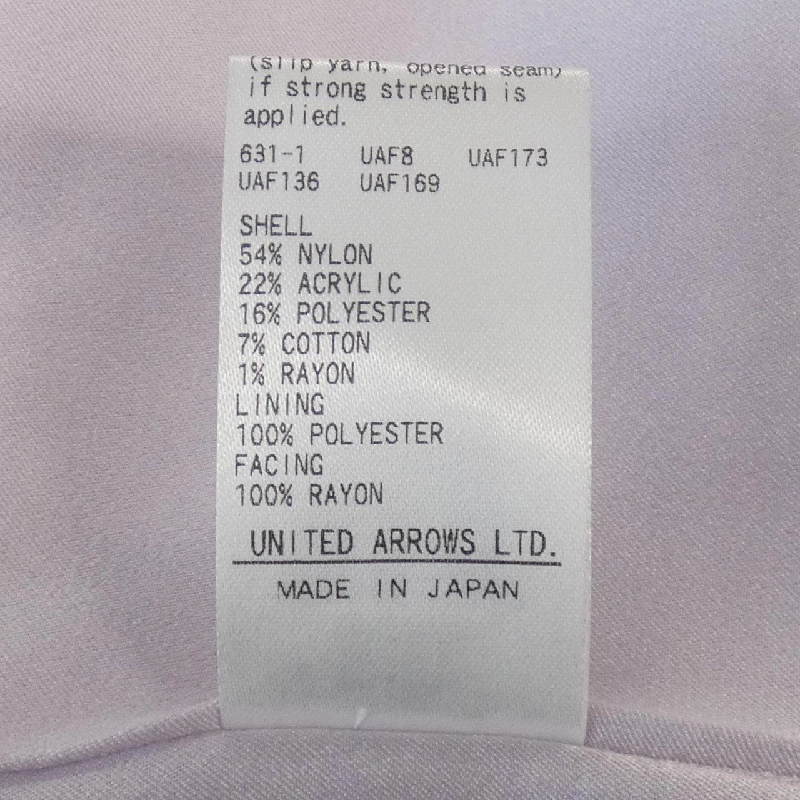 (slip yarn, opened seam)
if strong strength is
applied.
631-1 UAF8 UAF173
UAF136 UAF169
SHELL
54% NYLON
22% ACRYLIC
16% POLYESTER
7% COTTON
1% RAYON
LINING
100% POLYESTER
FACING
100% RAYON
UNITED ARROWS LTD.
MADE IN JAPAN